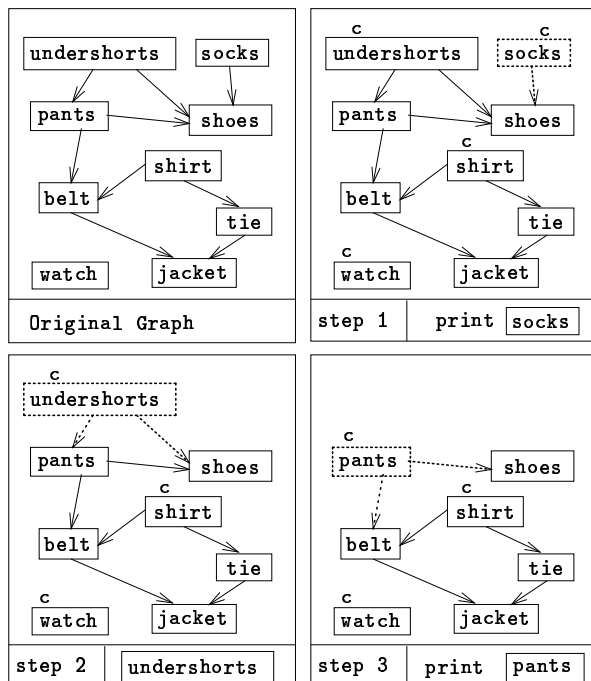 undershorts socks
pants shoes
shirt
belt
tie
watch jacket
Original Graph
C C
undershorts socks
pants shoes
C
shirt
belt
tie
C
watch jacket
step 1 print socks
C
undershorts
pants shoes
C
shirt
belt
tie
C
watch jacket
step 2 undershorts
C
pants shoes
C
shirt
belt
tie
C
watch jacket
step 3 print pants